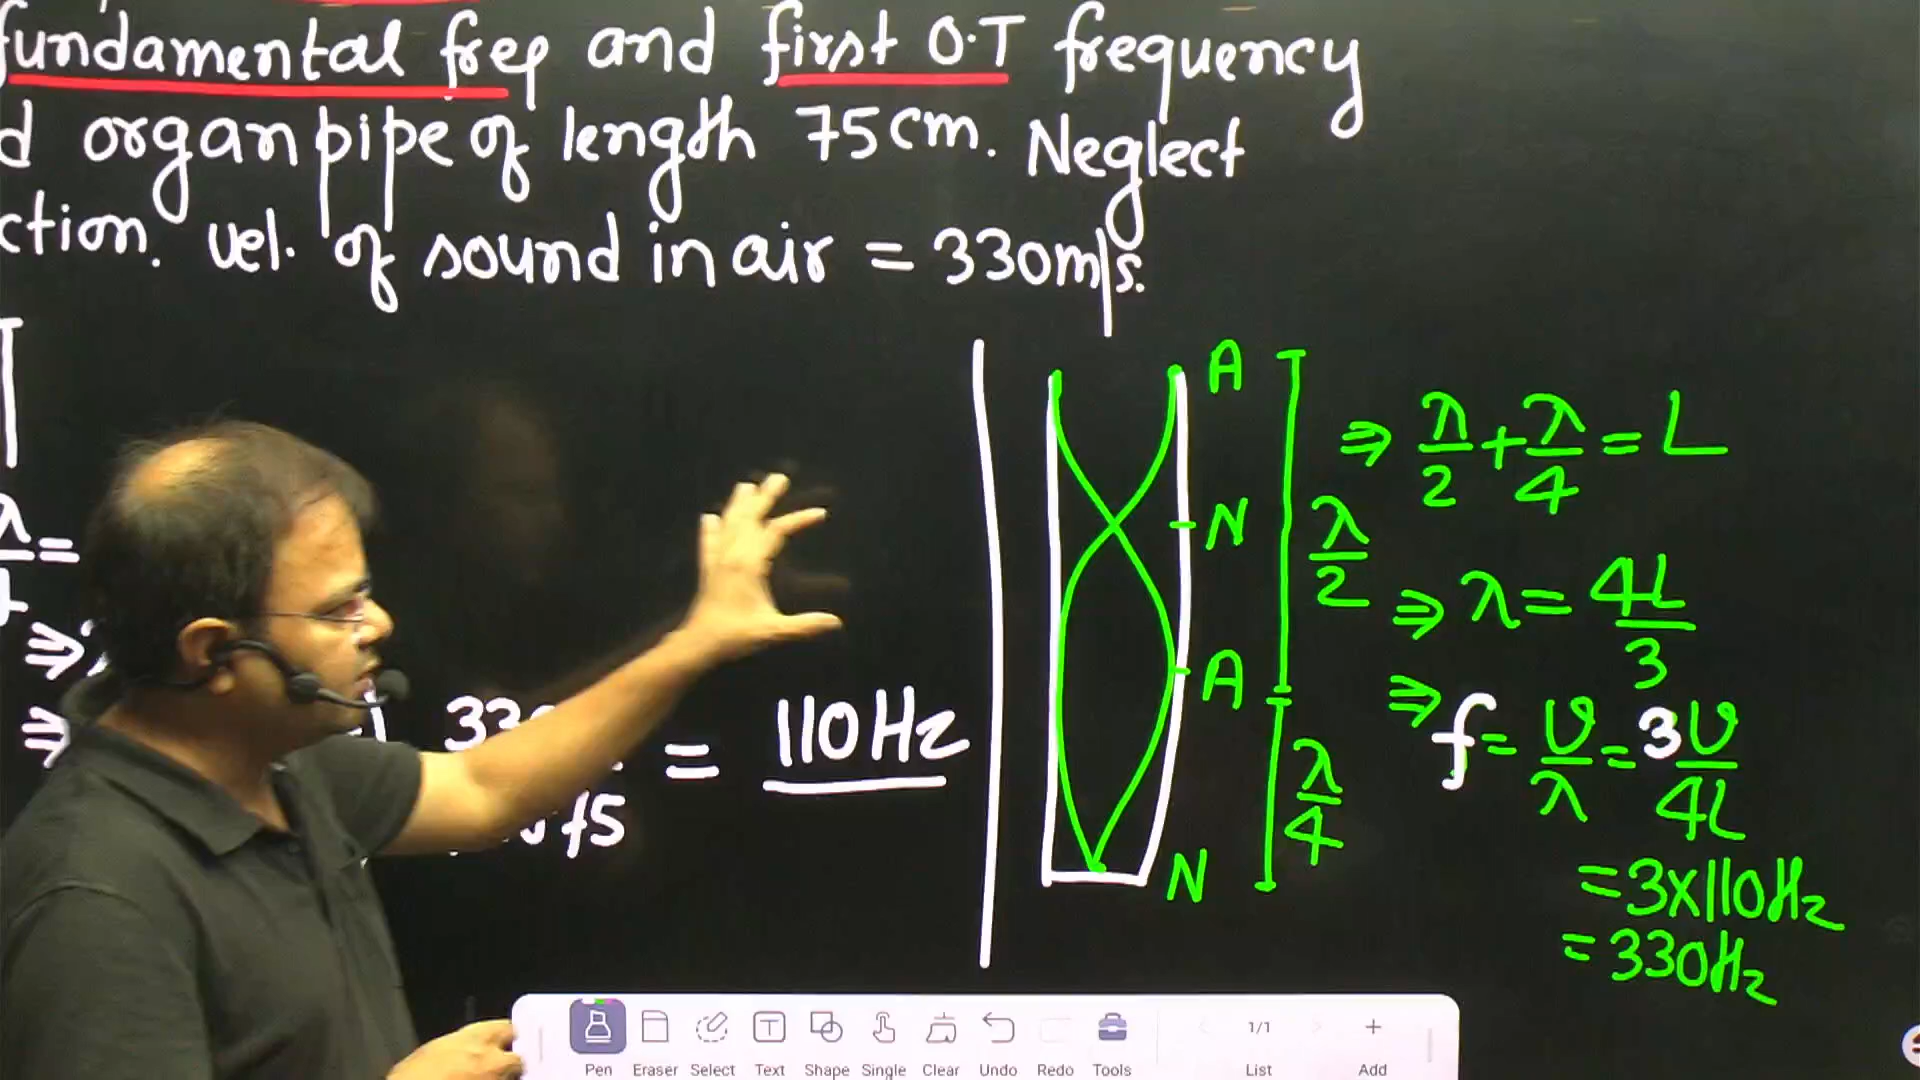 fundamental freq and first O.T frequency
d organ pipe of length 75cm. Neglect
ction. vel. of sound in air = 330m/s.
A
⇒ λ/2 + λ/4 = L
N
λ/2
⇒ λ = 4L/3
A
⇒ f = v/λ = 3v/4L
= 110Hz
λ/4
N
= 3×110Hz
= 330Hz
1/1
Pen Eraser Select Text Shape Single Clear Undo Redo Tools List Add